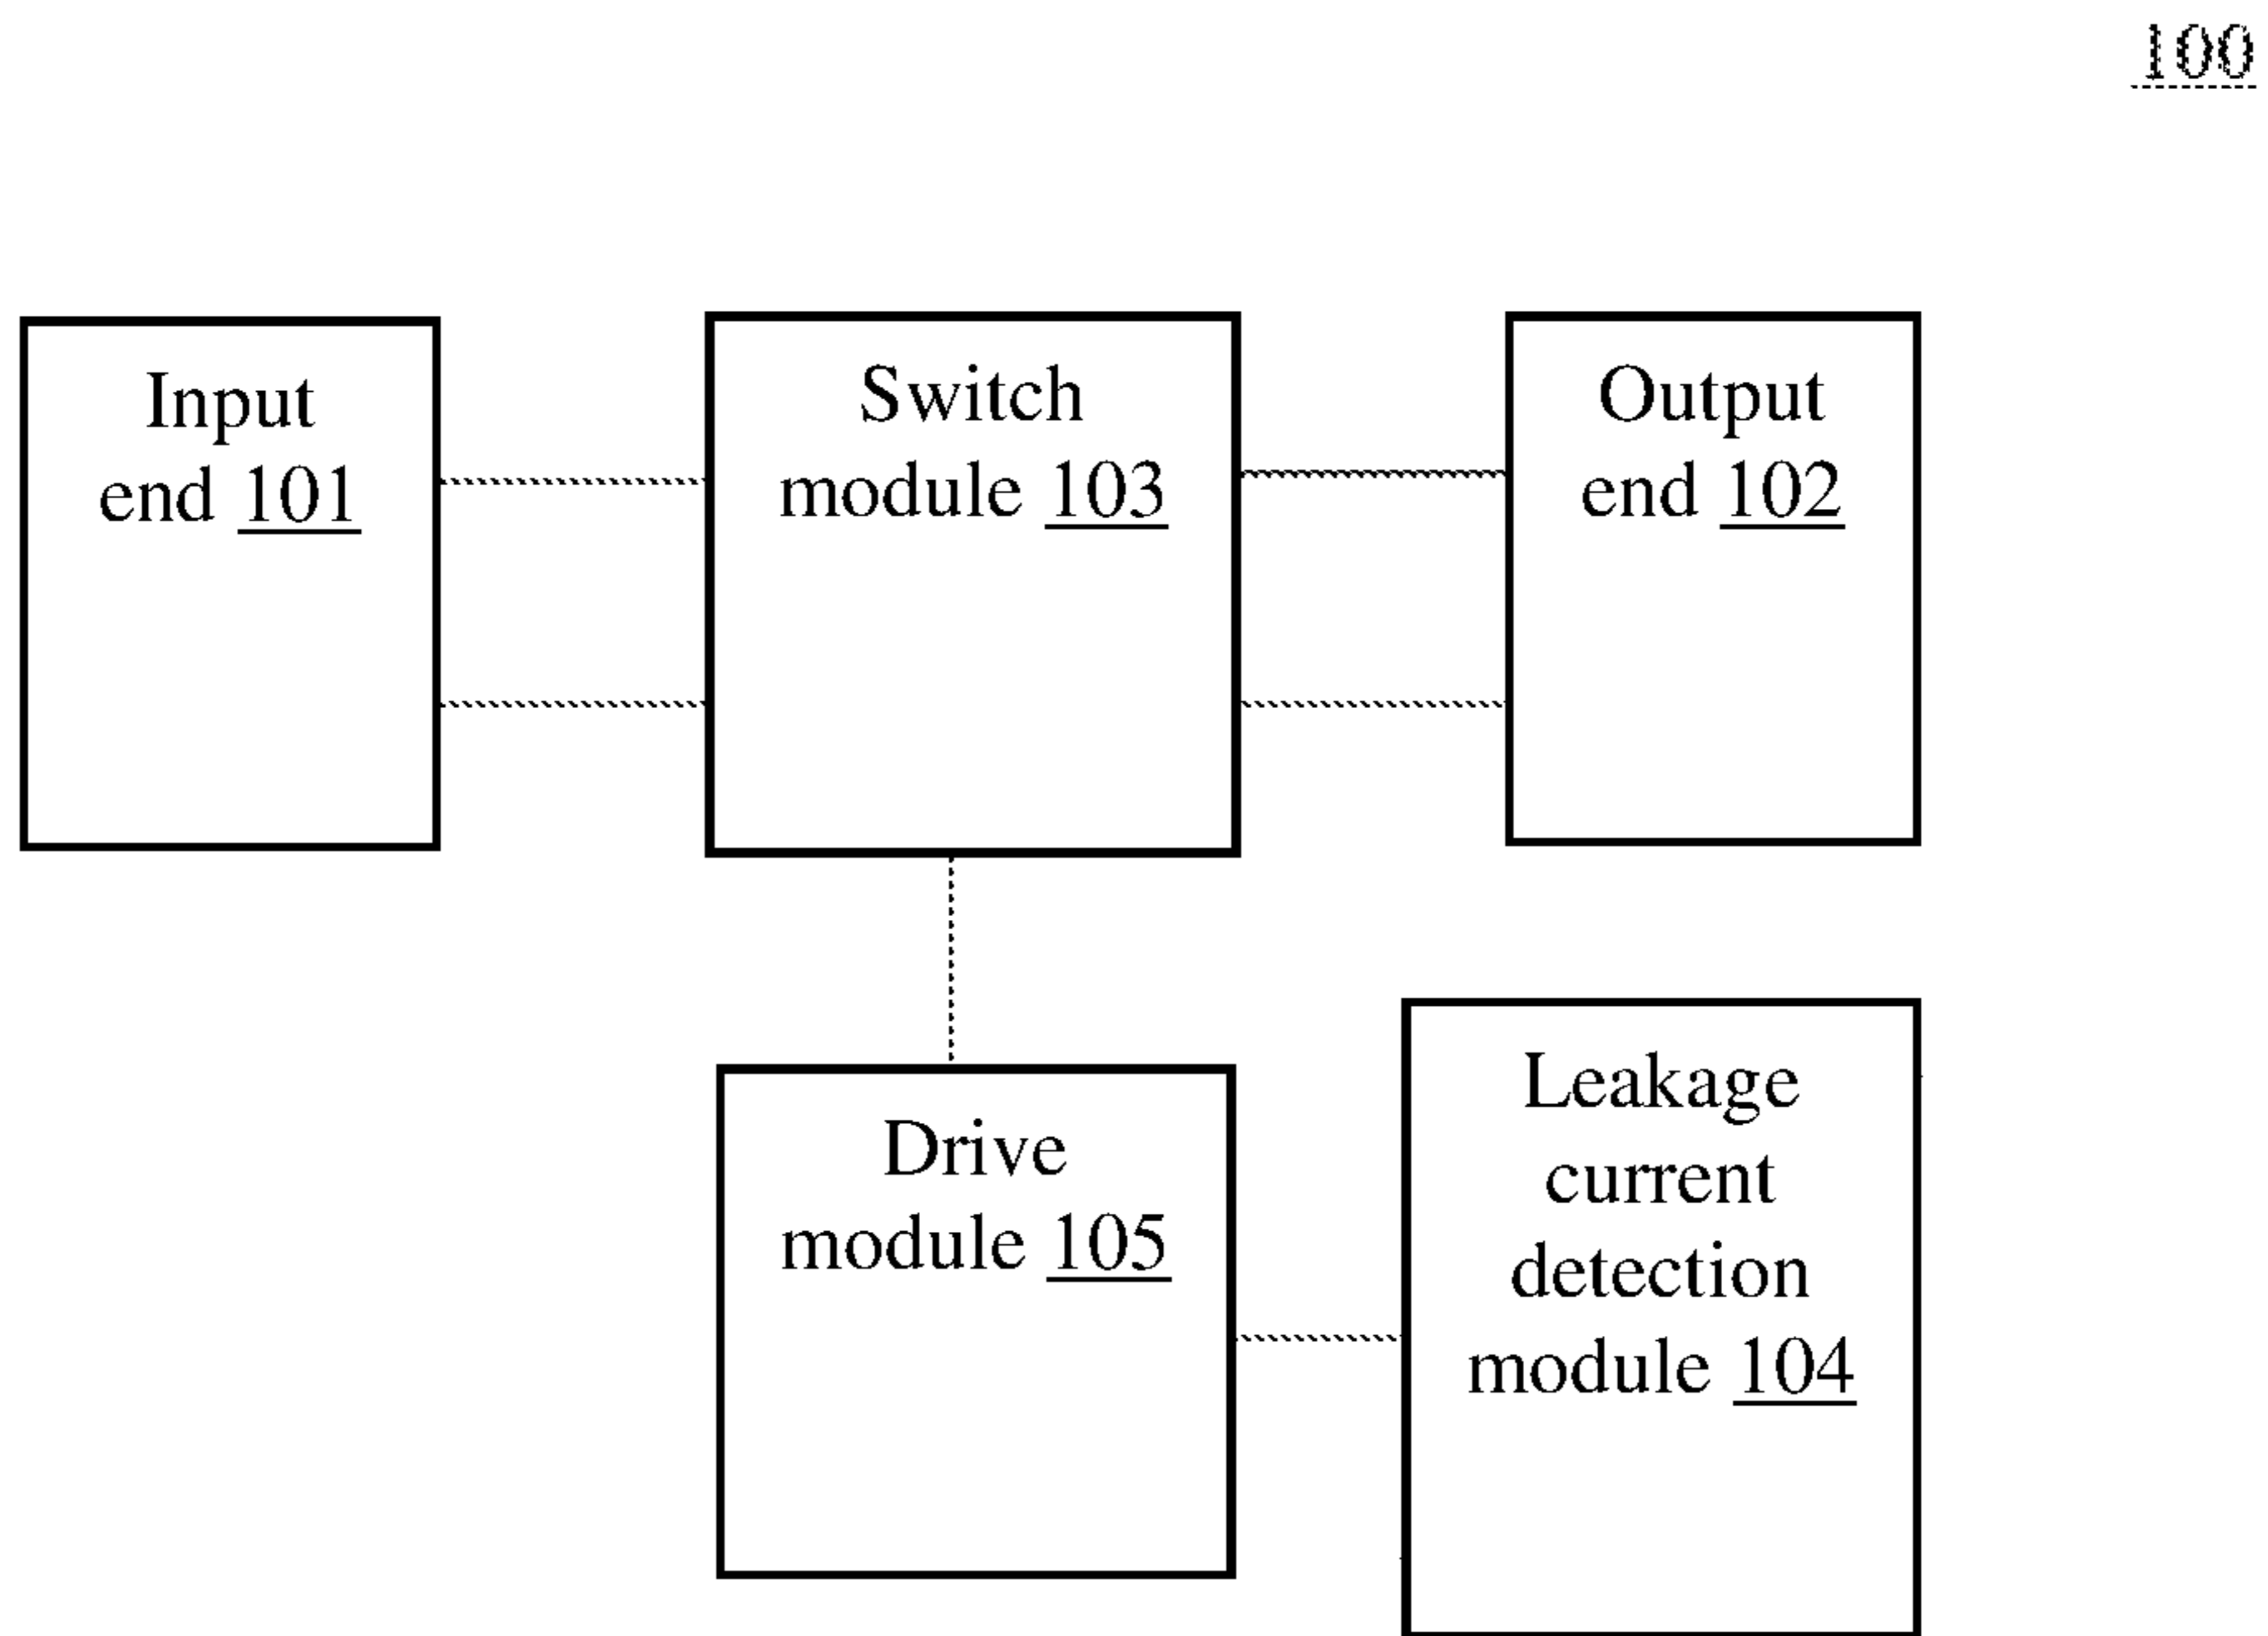 100
Input
end 101
Switch
module 103
Output
end 102
Drive
module 105
Leakage
current
detection
module 104